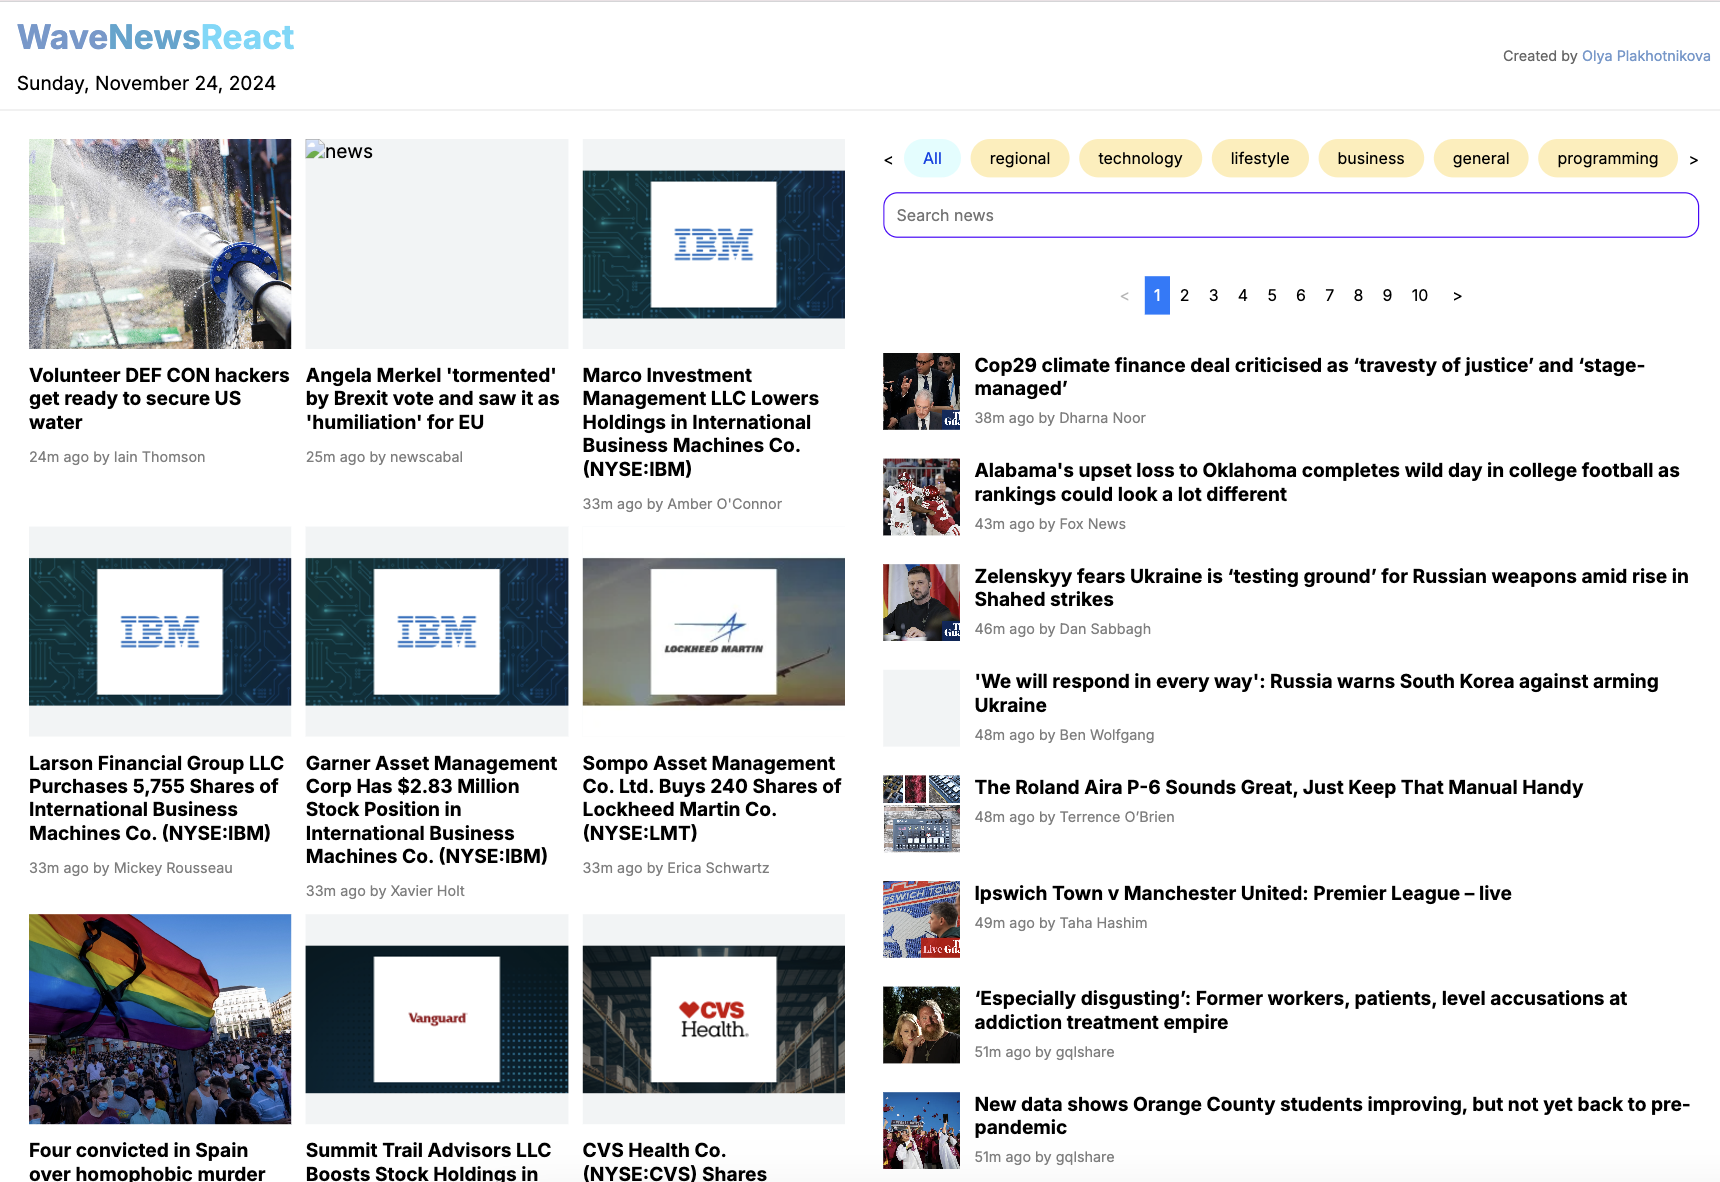 WaveNewsReact
Sunday, November 24, 2024
Created by Olya Plakhotnikova
news
IBM
Volunteer DEF CON hackers
get ready to secure US
water
24m ago by Iain Thomson
Angela Merkel 'tormented'
by Brexit vote and saw it as
'humiliation' for EU
25m ago by newscabal
Marco Investment
Management LLC Lowers
Holdings in International
Business Machines Co.
(NYSE:IBM)
33m ago by Amber O'Connor
IBM
IBM
LOCKHEED MARTIN
Larson Financial Group LLC
Purchases 5,755 Shares of
International Business
Machines Co. (NYSE:IBM)
33m ago by Mickey Rousseau
Garner Asset Management
Corp Has $2.83 Million
Stock Position in
International Business
Machines Co. (NYSE:IBM)
33m ago by Xavier Holt
Sompo Asset Management
Co. Ltd. Buys 240 Shares of
Lockheed Martin Co.
(NYSE:LMT)
33m ago by Erica Schwartz
Vanguard
CVS
Health.
Four convicted in Spain
over homophobic murder
Summit Trail Advisors LLC
Boosts Stock Holdings in
CVS Health Co.
(NYSE:CVS) Shares
< All regional technology lifestyle business general programming >
Search news
< 1 2 3 4 5 6 7 8 9 10 >
Cop29 climate finance deal criticised as ‘travesty of justice’ and ‘stage-
managed’
38m ago by Dharna Noor
Alabama's upset loss to Oklahoma completes wild day in college football as
rankings could look a lot different
43m ago by Fox News
Zelenskyy fears Ukraine is ‘testing ground’ for Russian weapons amid rise in
Shahed strikes
46m ago by Dan Sabbagh
'We will respond in every way': Russia warns South Korea against arming
Ukraine
48m ago by Ben Wolfgang
The Roland Aira P-6 Sounds Great, Just Keep That Manual Handy
48m ago by Terrence O’Brien
Live
Ipswich Town v Manchester United: Premier League – live
49m ago by Taha Hashim
‘Especially disgusting’: Former workers, patients, level accusations at
addiction treatment empire
51m ago by gqlshare
New data shows Orange County students improving, but not yet back to pre-
pandemic
51m ago by gqlshare